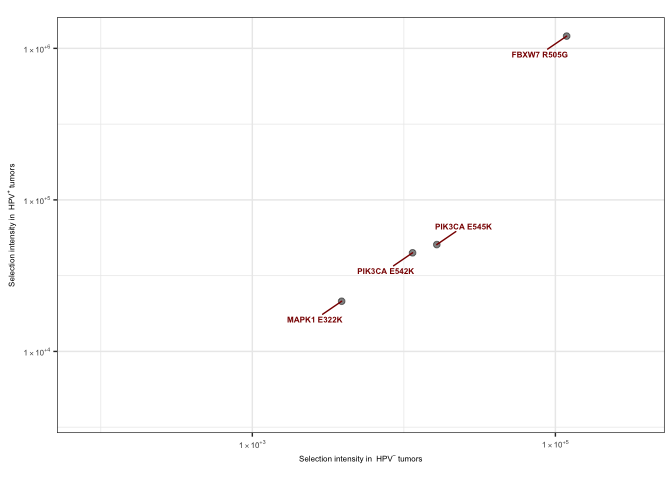 1 × 10⁺⁶
FBXW7 R505G
1 × 10⁺⁵
PIK3CA E545K
PIK3CA E542K
MAPK1 E322K
1 × 10⁺⁴
Selection intensity in HPV⁺ tumors
1 × 10⁺³
1 × 10⁺⁵
Selection intensity in HPV⁻ tumors